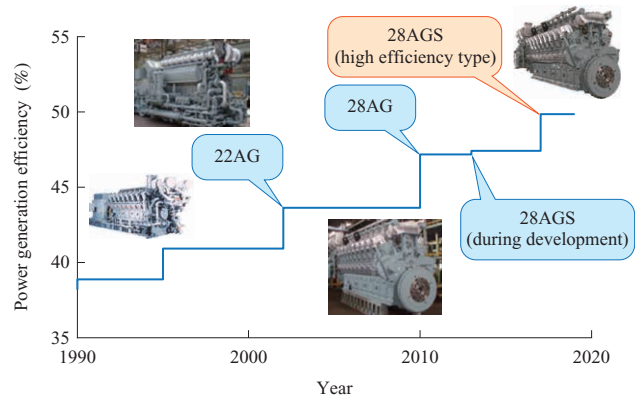 55
50
45
40
35
Power generation efficiency (%)
1990
2000
2010
2020
Year
22AG
28AG
28AGS
(high efficiency type)
28AGS
(during development)